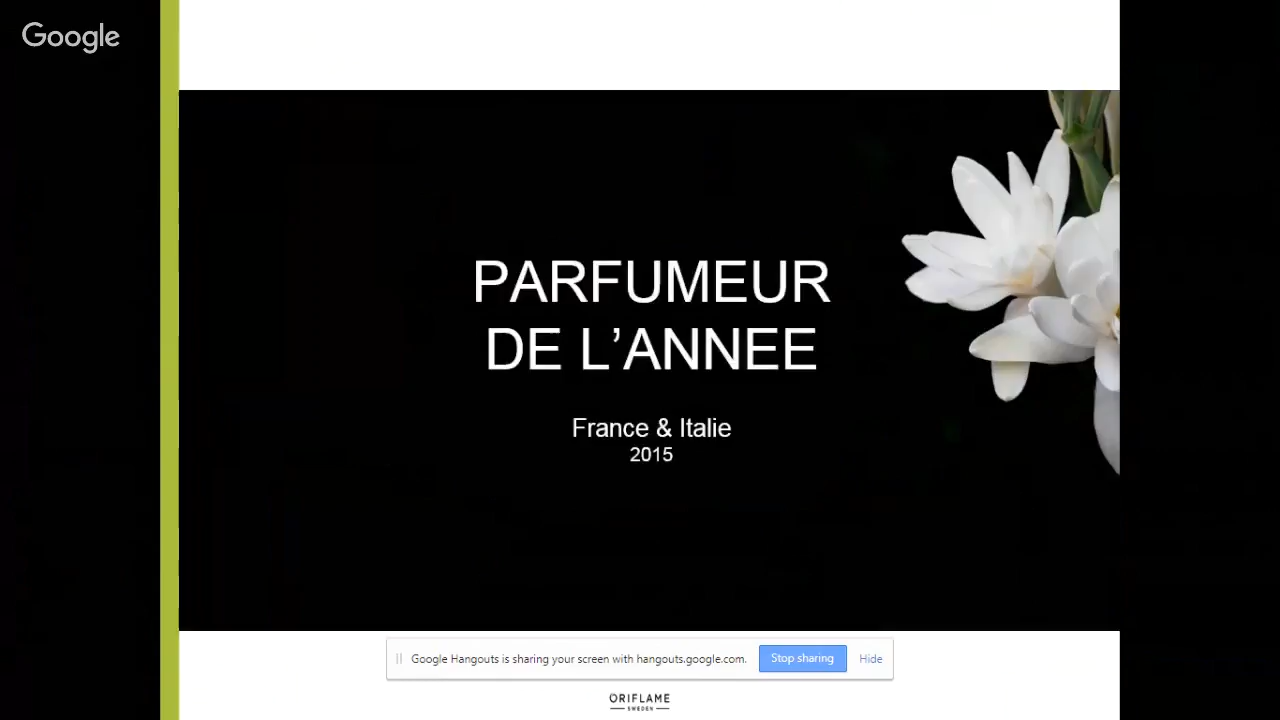 Google
PARFUMEUR
DE L’ANNEE
France & Italie
2015
Google Hangouts is sharing your screen with hangouts.google.com. Stop sharing Hide
ORIFLAME
SWEDEN